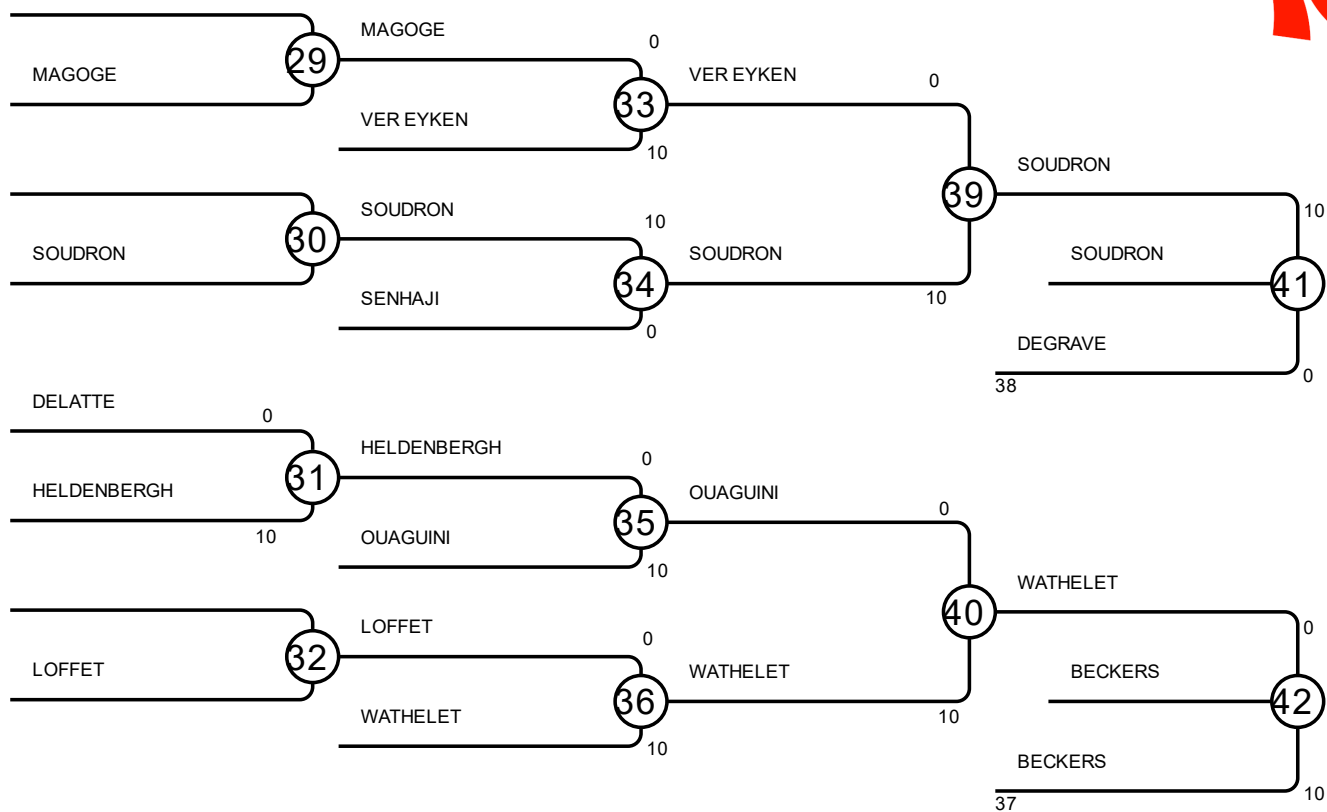 MAGOGE
0
29
MAGOGE
VER EYKEN
0
33
VER EYKEN
10
SOUDRON
39
SOUDRON
10
10
30
SOUDRON
SOUDRON
SOUDRON
34
41
SENHAJI
10
0
DEGRAVE
38
0
DELATTE
0
HELDENBERGH
0
31
HELDENBERGH
OUAGUINI
0
35
10
OUAGUINI
10
WATHELET
40
LOFFET
0
0
32
LOFFET
WATHELET
BECKERS
36
42
WATHELET
10
10
BECKERS
37
10